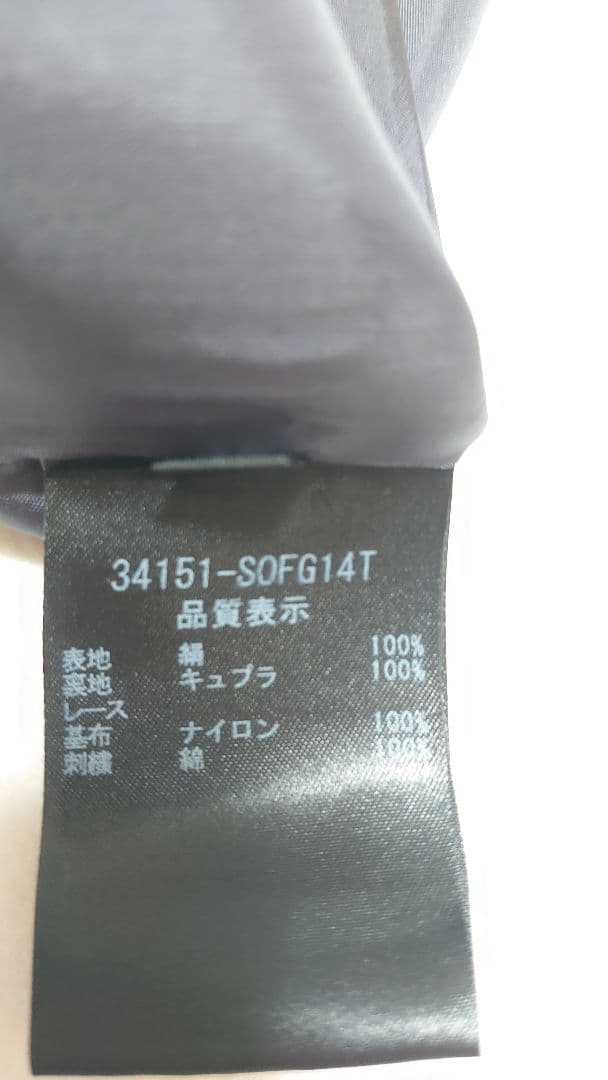 34151-SOFG14T
品質表示
表地 絹 100%
裏地 キュプラ 100%
レース
基布 ナイロン 100%
刺繍 綿 100%